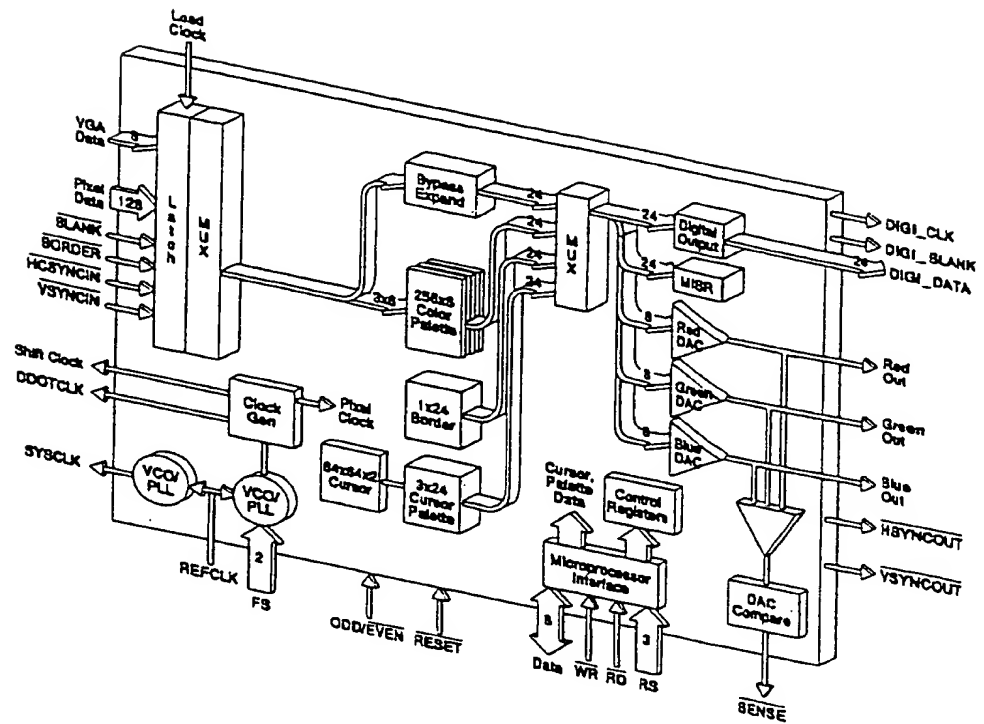 Load
Clock
VGA
Data
8
Pixel
Data
128
BLANK
BORDER
HCSYNCIN
VSYNCIN
Latch
MUX
Bypass
Expand
24
24
24
24
3x8
256x8
Color
Palette
MUX
24
Digital
Output
24
MISR
8
Red
DAC
8
Green
DAC
8
Blue
DAC
DIGI_CLK
DIGI_BLANK
24
DIGI_DATA
Red
Out
Green
Out
Blue
Out
HSYNCOUT
VSYNCOUT
Shift Clock
DDOTCLK
SYSCLK
Clock
Gen
Pixel
Clock
1x24
Border
VCO/
PLL
VCO/
PLL
64x64x2
Cursor
3x24
Cursor
Palette
Cursor,
Palette
Data
Control
Registers
Microprocessor
Interface
DAC
Compare
REFCLK
2
FS
ODD/EVEN
RESET
8
Data
WR
RD
3
RS
SENSE